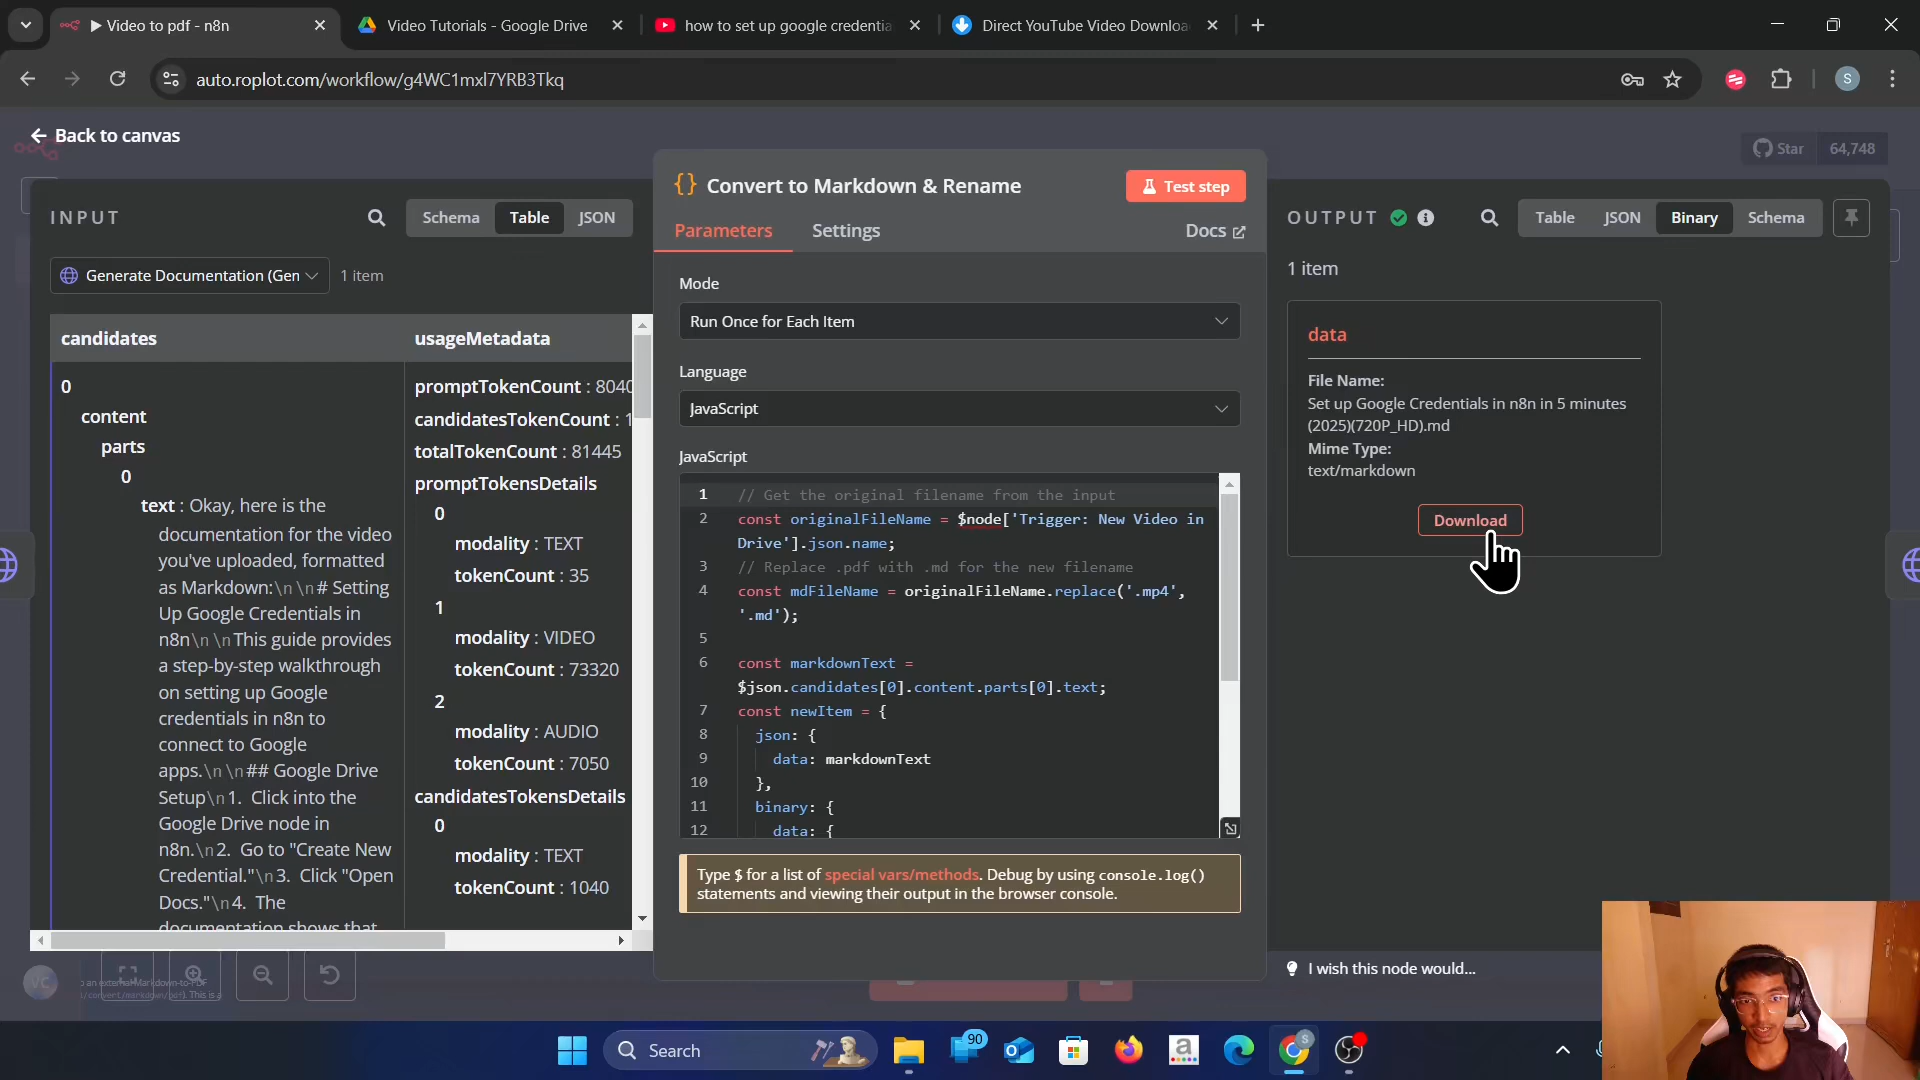 Video to pdf - n8n
Video Tutorials - Google Drive
how to set up google credentia
Direct YouTube Video Downloa
auto.roplot.com/workflow/g4WC1mxl7YRB3Tkq
S
Back to canvas
Star
64,748
INPUT
Schema
Table
JSON
Generate Documentation (Gen
1 item
candidates
usageMetadata
0
content
parts
0
text : Okay, here is the
documentation for the video
you've uploaded, formatted
as Markdown:\n\n# Setting
Up Google Credentials in
n8n\n\nThis guide provides
a step-by-step walkthrough
on setting up Google
credentials in n8n to
connect to Google
apps.\n\n## Google Drive
Setup\n1. Click into the
Google Drive node in
n8n.\n2. Go to "Create New
Credential."\n3. Click "Open
Docs."\n4. The
documentation shows that
promptTokenCount : 8040
candidatesTokenCount : 1
totalTokenCount : 81445
promptTokensDetails
0
modality : TEXT
tokenCount : 35
1
modality : VIDEO
tokenCount : 73320
2
modality : AUDIO
tokenCount : 7050
candidatesTokensDetails
0
modality : TEXT
tokenCount : 1040
{} Convert to Markdown & Rename
Test step
Parameters
Settings
Docs
Mode
Run Once for Each Item
Language
JavaScript
JavaScript
1 // Get the original filename from the input
2 const originalFileName = $node['Trigger: New Video in
Drive'].json.name;
3 // Replace .pdf with .md for the new filename
4 const mdFileName = originalFileName.replace('.mp4',
'.md');
5
6 const markdownText =
$json.candidates[0].content.parts[0].text;
7 const newItem = {
8 json: {
9 data: markdownText
10 },
11 binary: {
12 data: {
Type $ for a list of special vars/methods. Debug by using console.log()
statements and viewing their output in the browser console.
OUTPUT
Table
JSON
Binary
Schema
1 item
data
File Name:
Set up Google Credentials in n8n in 5 minutes
(2025)(720P_HD).md
Mime Type:
text/markdown
Download
I wish this node would...
VC
Search
90
S